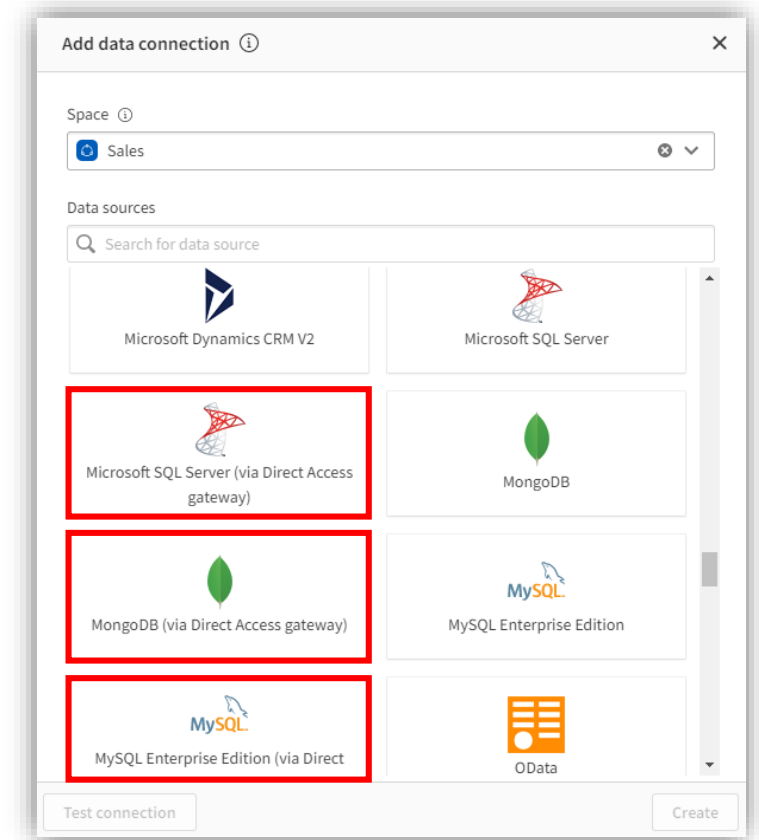 Add data connection
Space
Sales
Data sources
Search for data source
Microsoft Dynamics CRM V2
Microsoft SQL Server
Microsoft SQL Server (via Direct Access
gateway)
MongoDB
MongoDB (via Direct Access gateway)
MySQL
MySQL Enterprise Edition
MySQL
MySQL Enterprise Edition (via Direct
OData
Test connection
Create